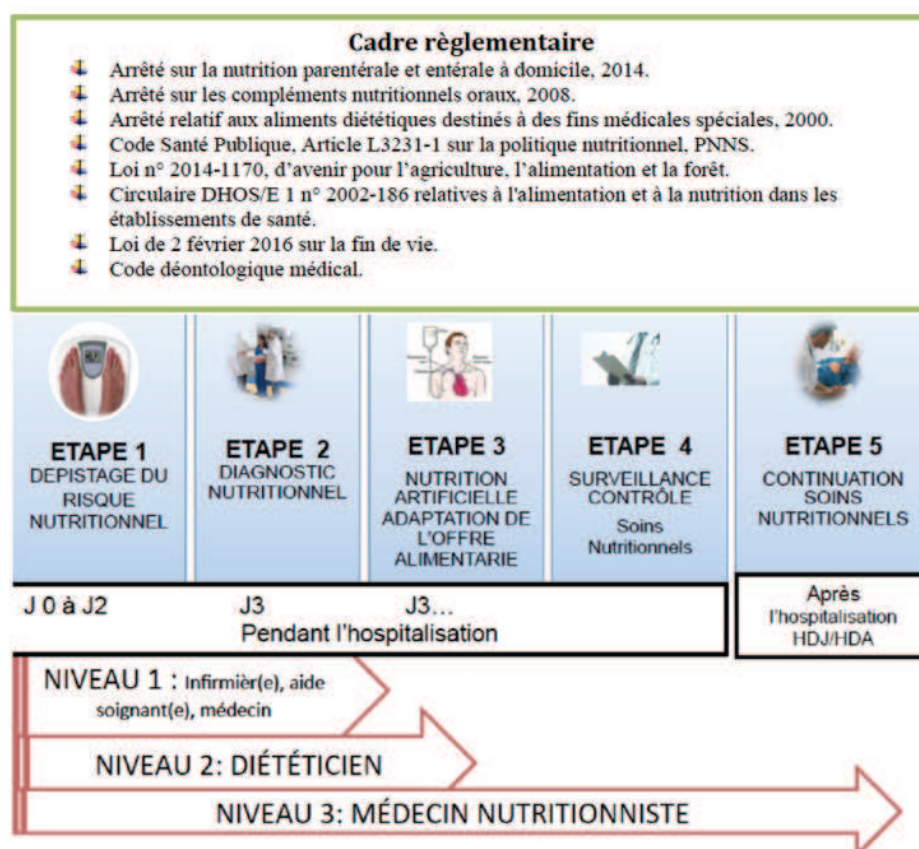 Cadre règlementaire
Arrêté sur la nutrition parentérale et entérale à domicile, 2014.
Arrêté sur les compléments nutritionnels oraux, 2008.
Arrêté relatif aux aliments diététiques destinés à des fins médicales spéciales, 2000.
Code Santé Publique, Article L3231-1 sur la politique nutritionnel, PNNS.
Loi n° 2014-1170, d’avenir pour l’agriculture, l’alimentation et la forêt.
Circulaire DHOS/E 1 n° 2002-186 relatives à l'alimentation et à la nutrition dans les
établissements de santé.
Loi de 2 février 2016 sur la fin de vie.
Code déontologique médical.
ETAPE 1
DEPISTAGE DU
RISQUE
NUTRITIONNEL
ETAPE 2
DIAGNOSTIC
NUTRITIONNEL
ETAPE 3
NUTRITION
ARTIFICIELLE
ADAPTATION DE
L'OFFRE
ALIMENTARIE
ETAPE 4
SURVEILLANCE
CONTRÔLE
Soins
Nutritionnels
ETAPE 5
CONTINUATION
SOINS
NUTRITIONNELS
J 0 à J2
J3
J3...
Pendant l’hospitalisation
Après
l’hospitalisation
HDJ/HDA
NIVEAU 1 : Infirmièr(e), aide
soignant(e), médecin
NIVEAU 2: DIÉTÉTICIEN
NIVEAU 3: MÉDECIN NUTRITIONNISTE